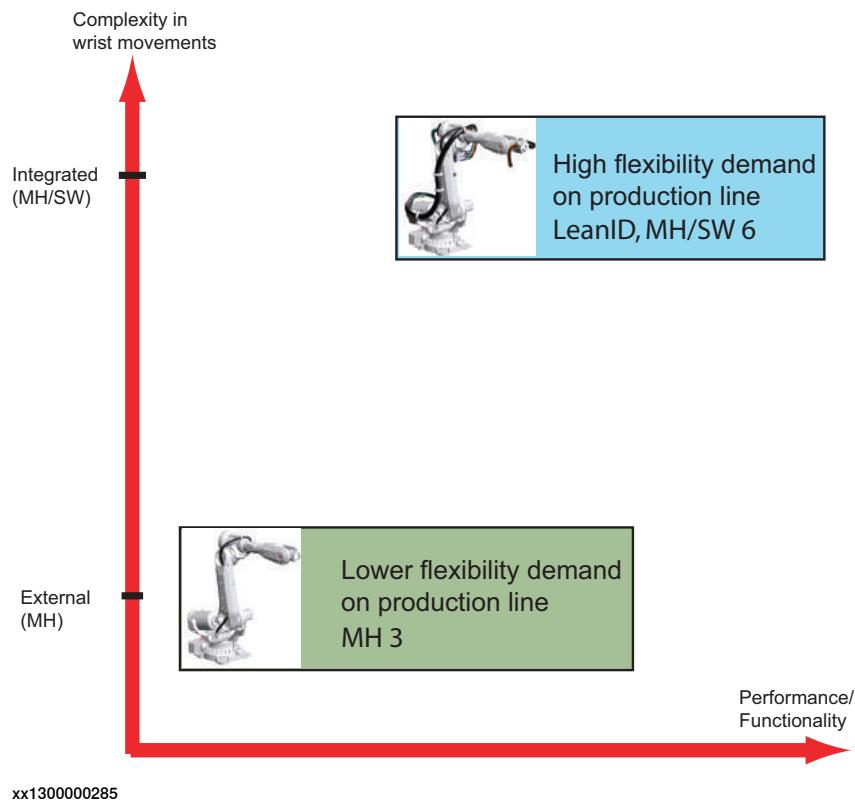 Complexity in
wrist movements
Integrated
(MH/SW)
High flexibility demand
on production line
LeanID, MH/SW 6
External
(MH)
Lower flexibility demand
on production line
MH 3
Performance/
Functionality
xx1300000285